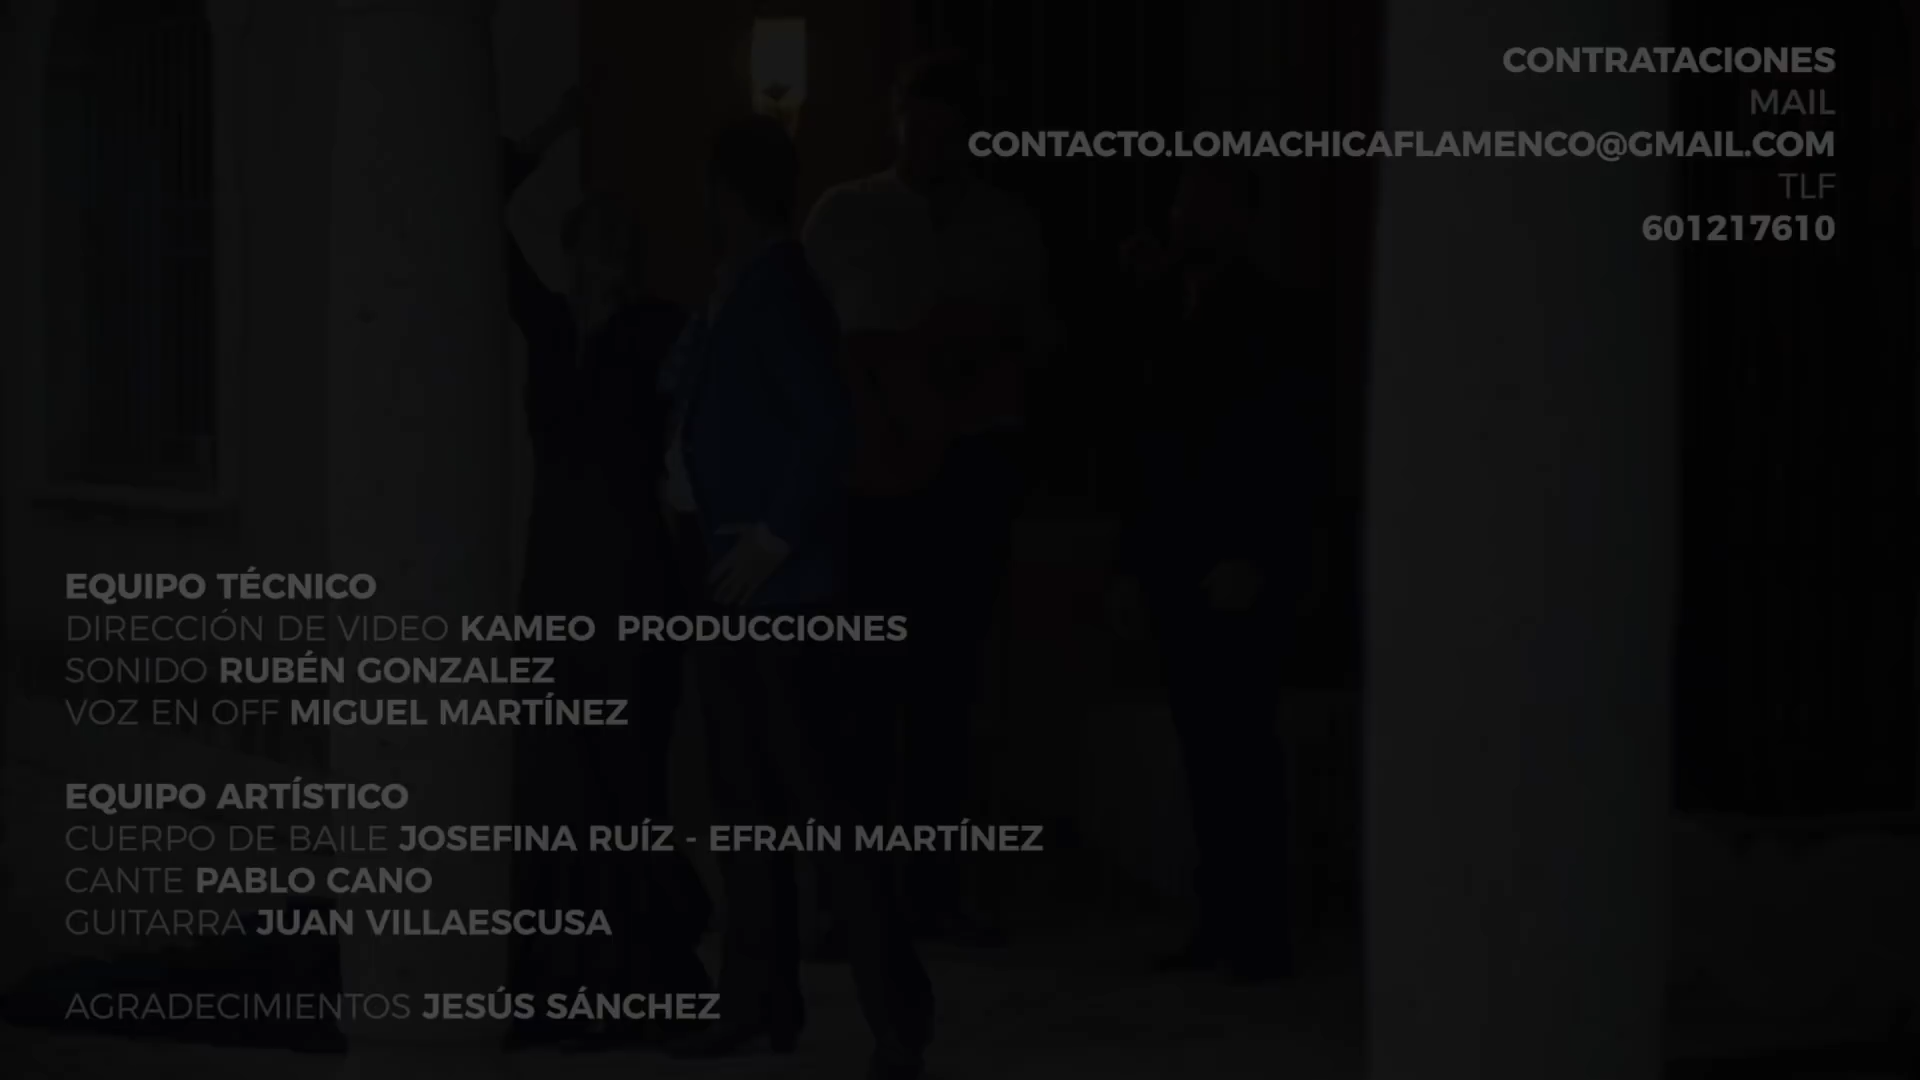 CONTRATACIONES
MAIL
CONTACTO.LOMACHICAFLAMENCO@GMAIL.COM
TLF
601217610
EQUIPO TÉCNICO
DIRECCIÓN DE VIDEO KAMEO PRODUCCIONES
SONIDO RUBÉN GONZALEZ
VOZ EN OFF MIGUEL MARTÍNEZ
EQUIPO ARTÍSTICO
CUERPO DE BAILE JOSEFINA RUÍZ - EFRAÍN MARTÍNEZ
CANTE PABLO CANO
GUITARRA JUAN VILLAESCUSA
AGRADECIMIENTOS JESÚS SÁNCHEZ